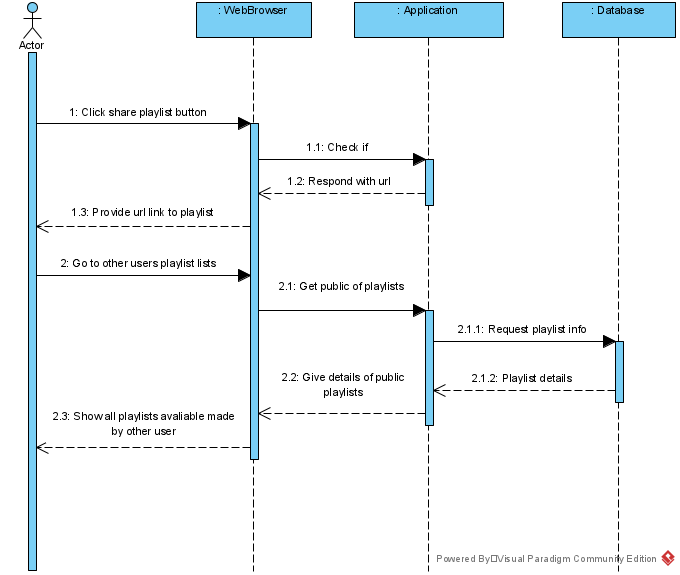 : WebBrowser
: Application
: Database
Actor
1: Click share playlist button
1.1: Check if
1.2: Respond with url
1.3: Provide url link to playlist
2: Go to other users playlist lists
2.1: Get public of playlists
2.1.1: Request playlist info
2.1.2: Playlist details
2.2: Give details of public
playlists
2.3: Show all playlists avaliable made
by other user
Powered By Visual Paradigm Community Edition